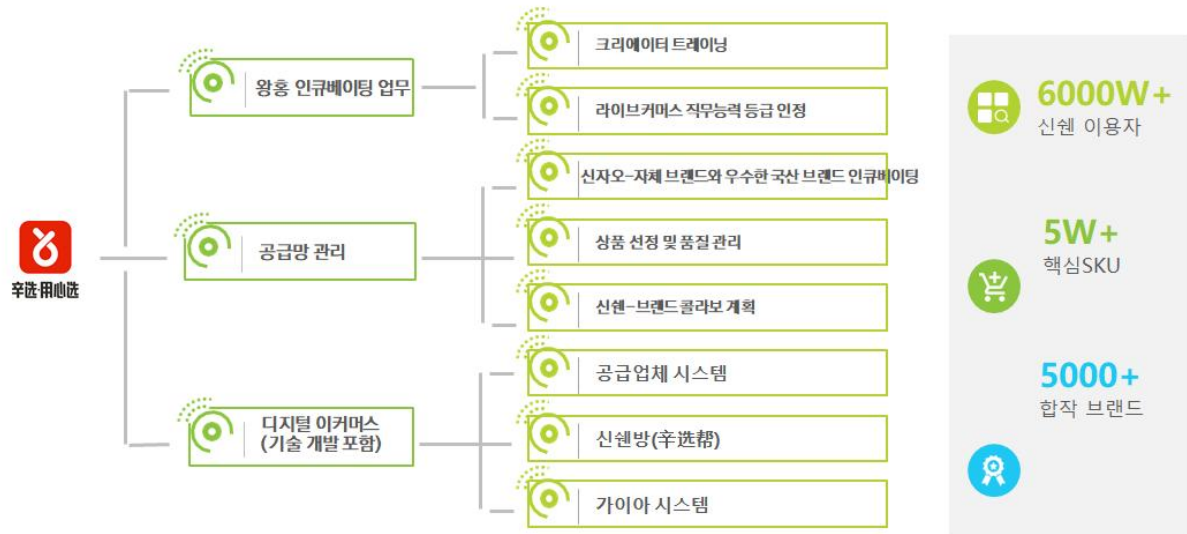 辛选·用心选
왕홍 인큐베이팅 업무
크리에이터 트레이닝
라이브커머스 직무능력 등급 인정
공급망 관리
신자오-자체 브랜드와 우수한 국산 브랜드 인큐베이팅
상품 선정 및 품질 관리
신쉔-브랜드 콜라보 계획
디지털 이커머스
(기술 개발 포함)
공급업체 시스템
신쉔방(辛选帮)
가이아 시스템
6000W+
신쉔 이용자
5W+
핵심SKU
5000+
합작 브랜드